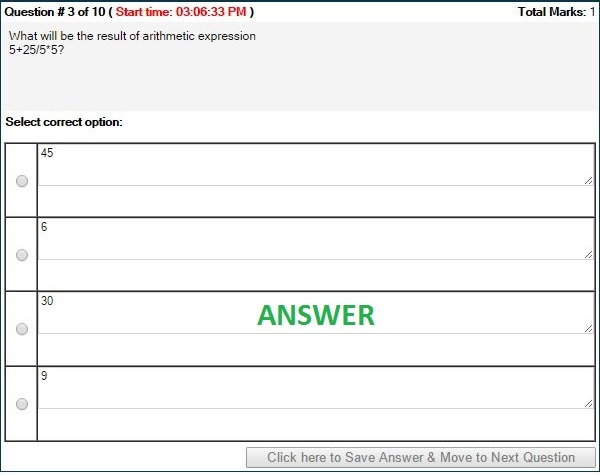 Question # 3 of 10 ( Start time: 03:06:33 PM ) Total Marks: 1
What will be the result of arithmetic expression
5+25/5*5?
Select correct option:
45
6
30
ANSWER
9
Click here to Save Answer & Move to Next Question